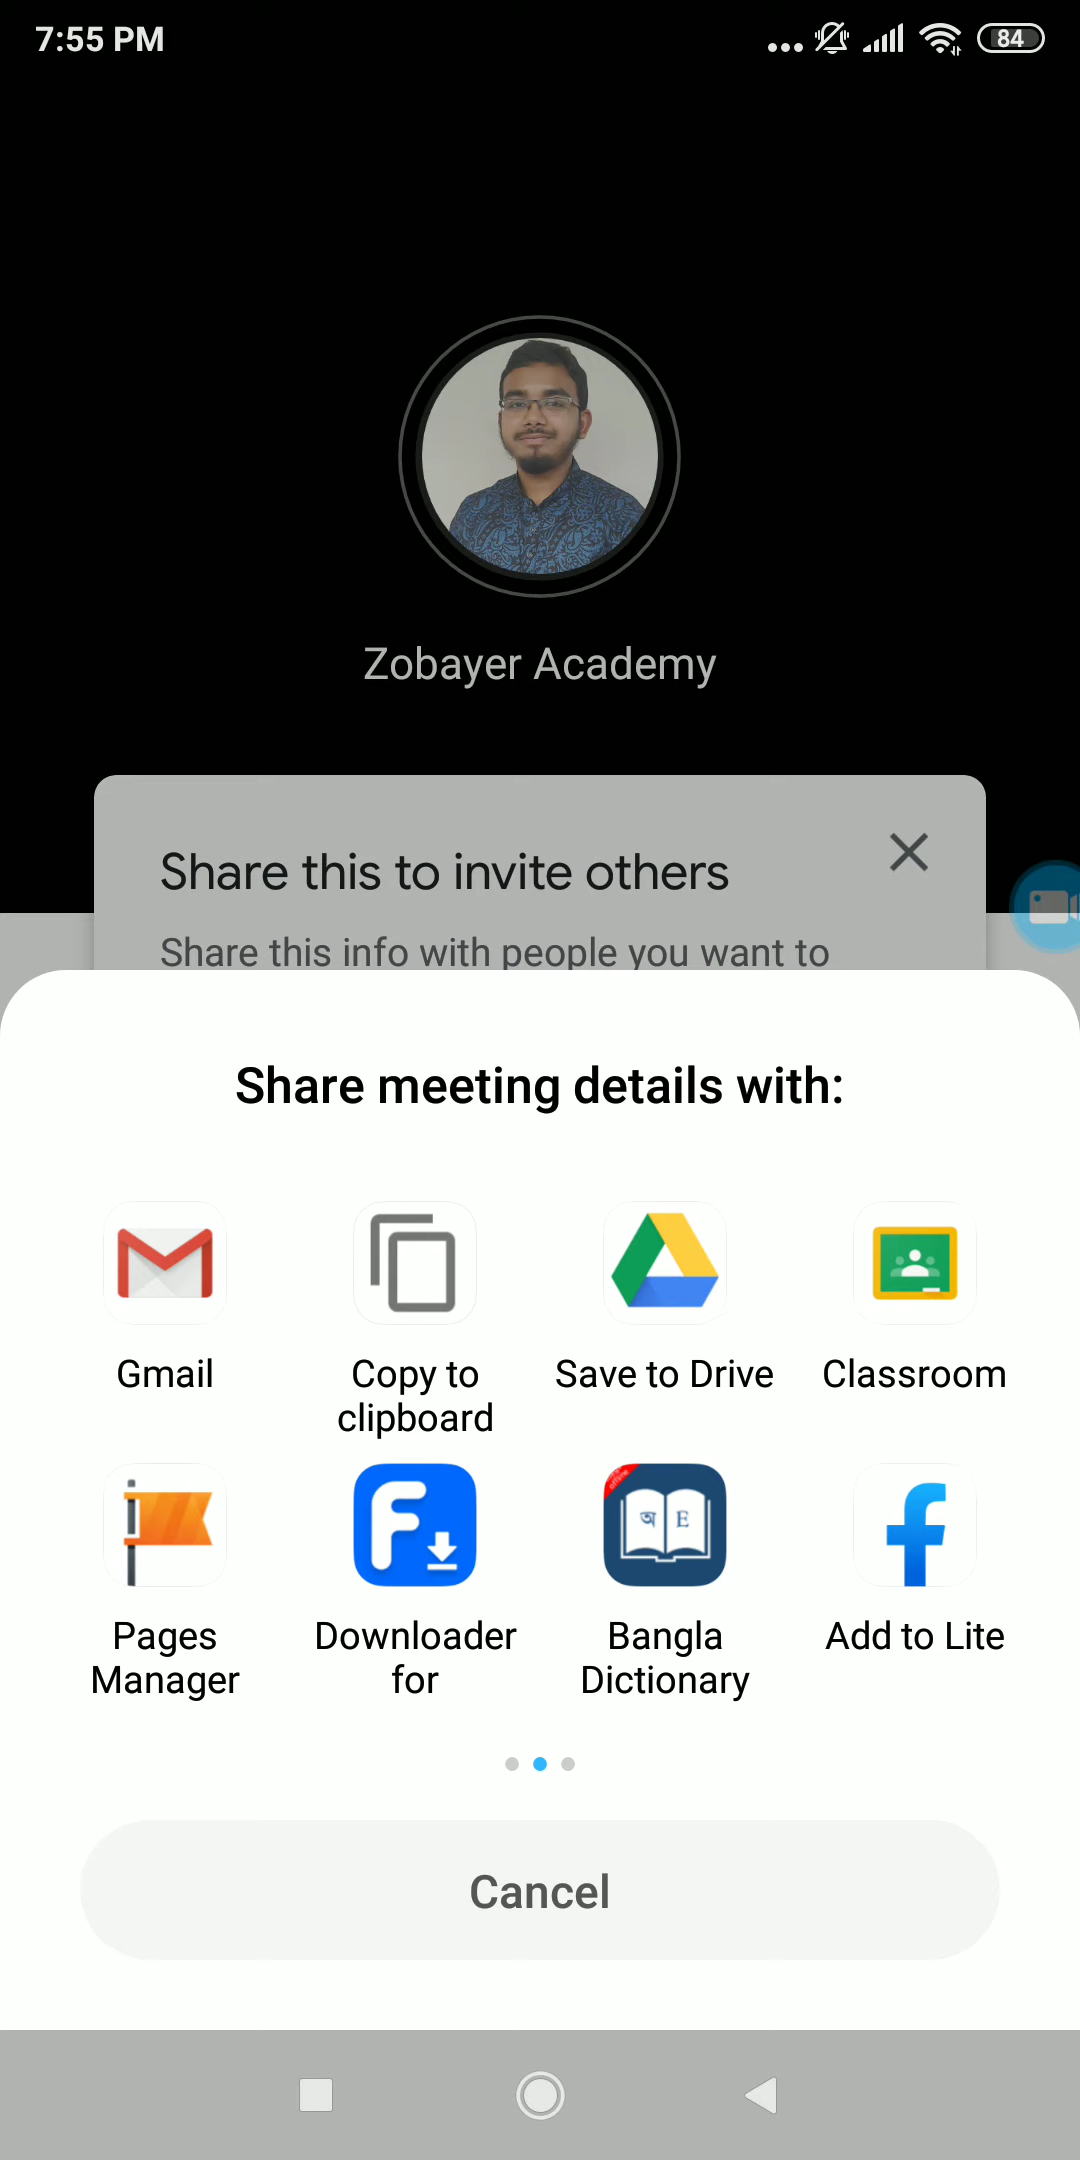 7:55 PM
84
Zobayer Academy
Share this to invite others
Share this info with people you want to
Share meeting details with:
Gmail
Copy to
clipboard
Save to Drive
Classroom
অ E
Pages
Manager
Downloader
for
Bangla
Dictionary
Add to Lite
Cancel